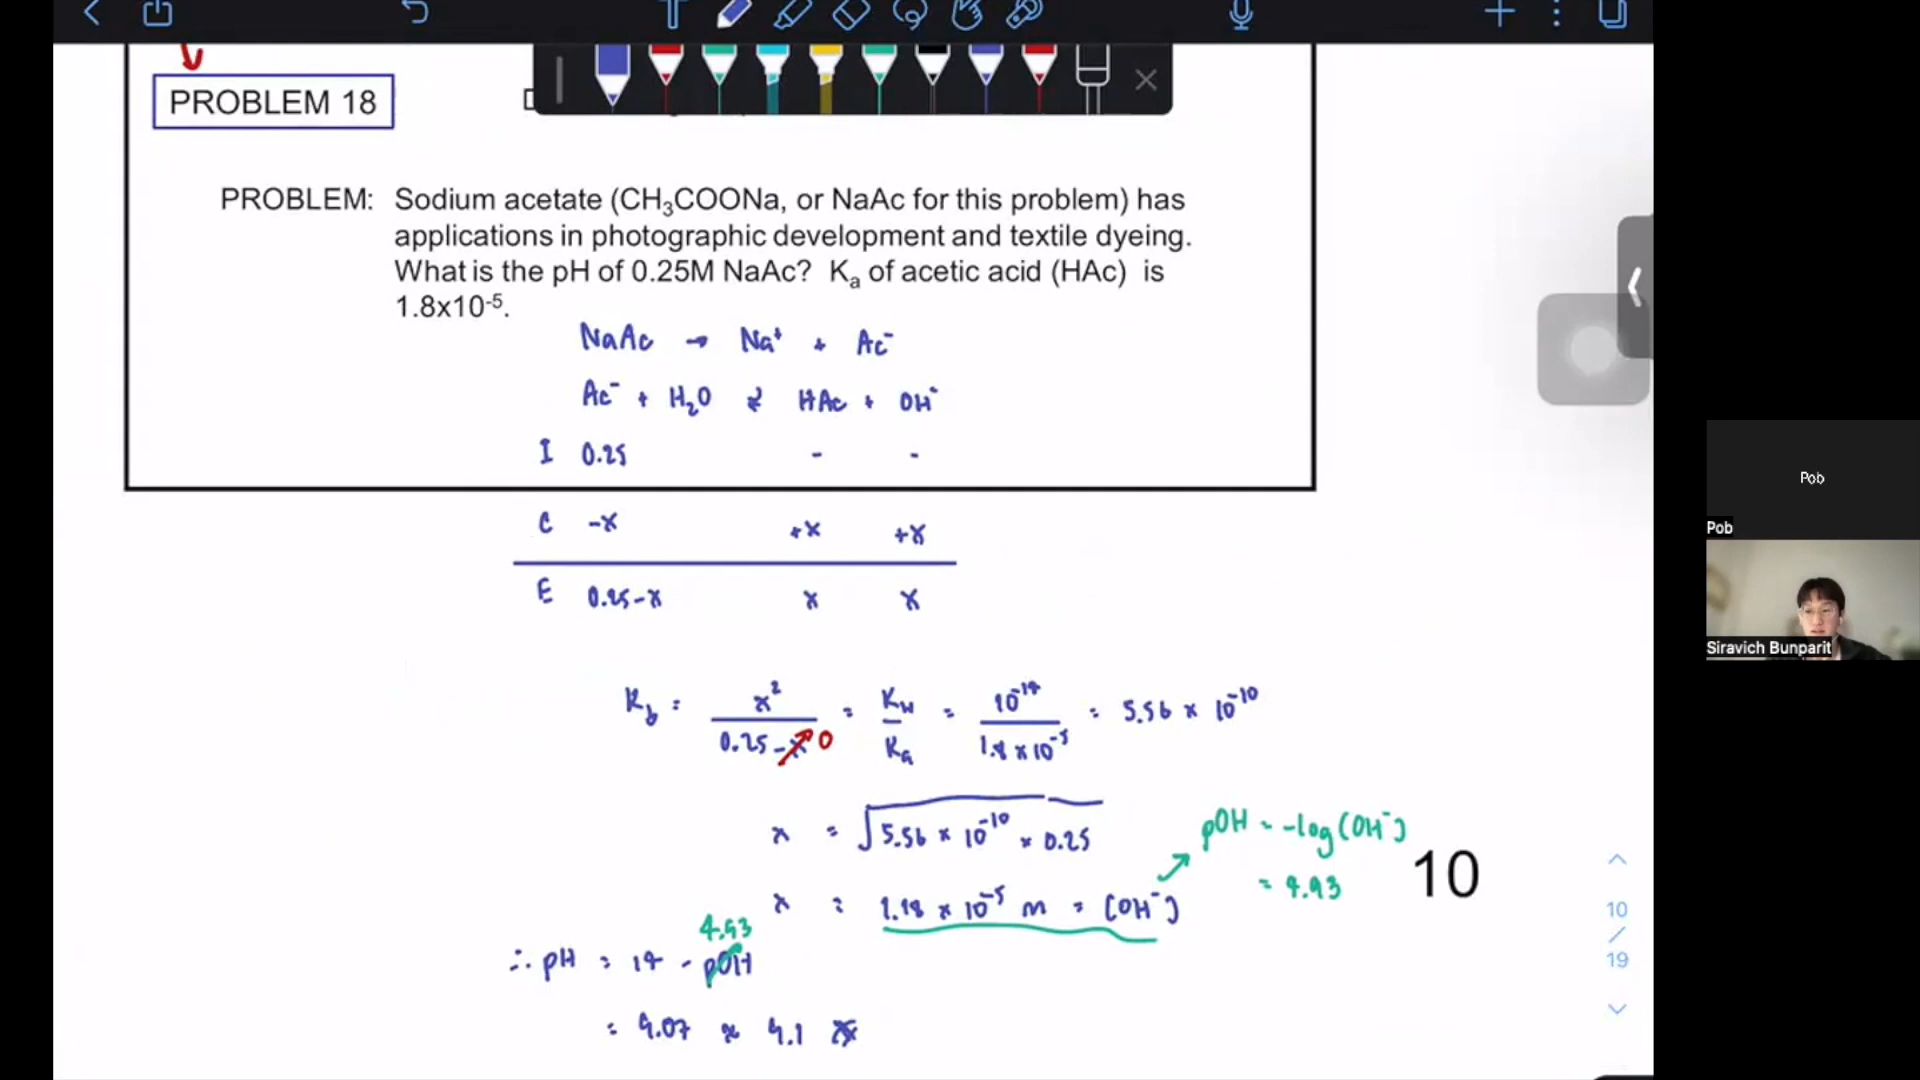 PROBLEM 18
PROBLEM: Sodium acetate (CH₃COONa, or NaAc for this problem) has
applications in photographic development and textile dyeing.
What is the pH of 0.25M NaAc? Kₐ of acetic acid (HAc) is
1.8x10⁻⁵.
NaAc → Na⁺ + Ac⁻
Ac⁻ + H₂O ⇌ HAc + OH⁻
I 0.25 - -
C -x +x +x
E 0.25-x x x
K_b = x² / 0.25-x 0 = K_w / Kₐ = 10⁻¹⁴ / 1.8 x 10⁻⁵ = 5.56 x 10⁻¹⁰
x = √5.56 x 10⁻¹⁰ x 0.25
pOH = -log(OH⁻)
= 4.93
x = 1.18 x 10⁻⁵ M = (OH⁻)
4.93
∴ pH = 14 - pOH
= 9.07 ≈ 9.1
10
10
/
19
Pob
Pob
Siravich Bunparit